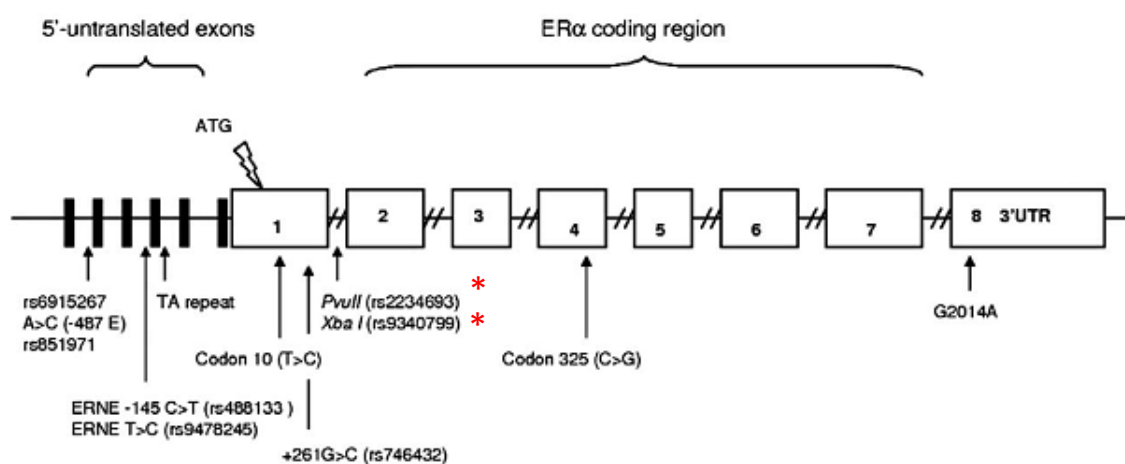 5'-untranslated exons
ERα coding region
ATG
1
2
3
4
5
6
7
8 3'UTR
rs6915267
A>C (-487 E)
rs851971
TA repeat
PvuII (rs2234693) *
Xba I (rs9340799) *
G2014A
Codon 10 (T>C)
Codon 325 (C>G)
ERNE -145 C>T (rs488133 )
ERNE T>C (rs9478245)
+261G>C (rs746432)